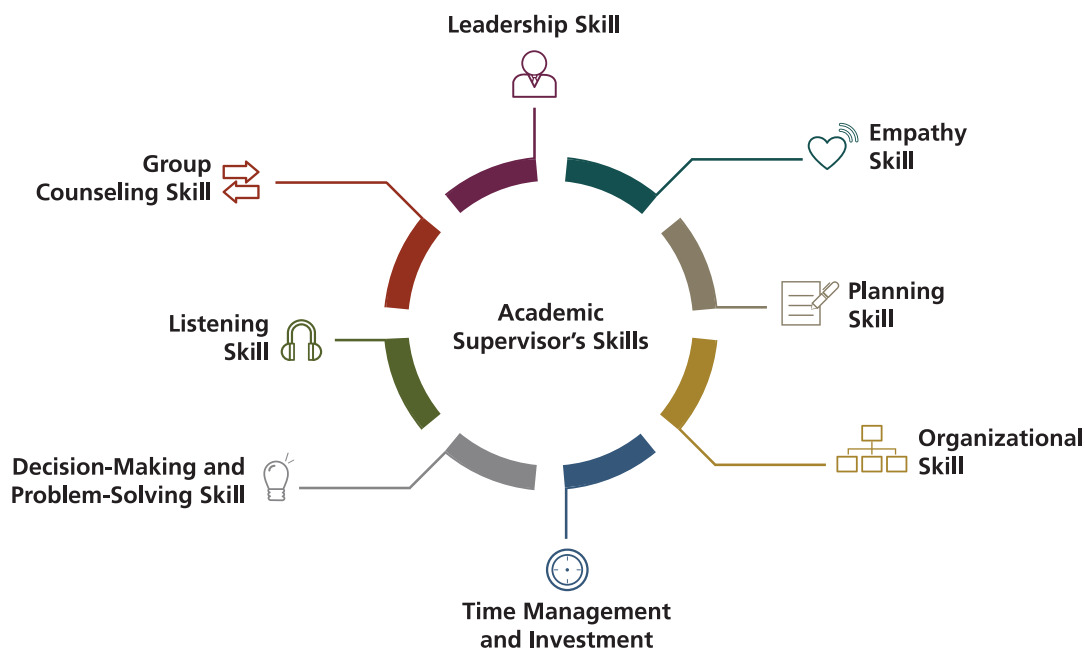 Leadership Skill
Empathy
Skill
Planning
Skill
Organizational
Skill
Time Management
and Investment
Decision-Making and
Problem-Solving Skill
Listening
Skill
Group
Counseling Skill
Academic
Supervisor's Skills